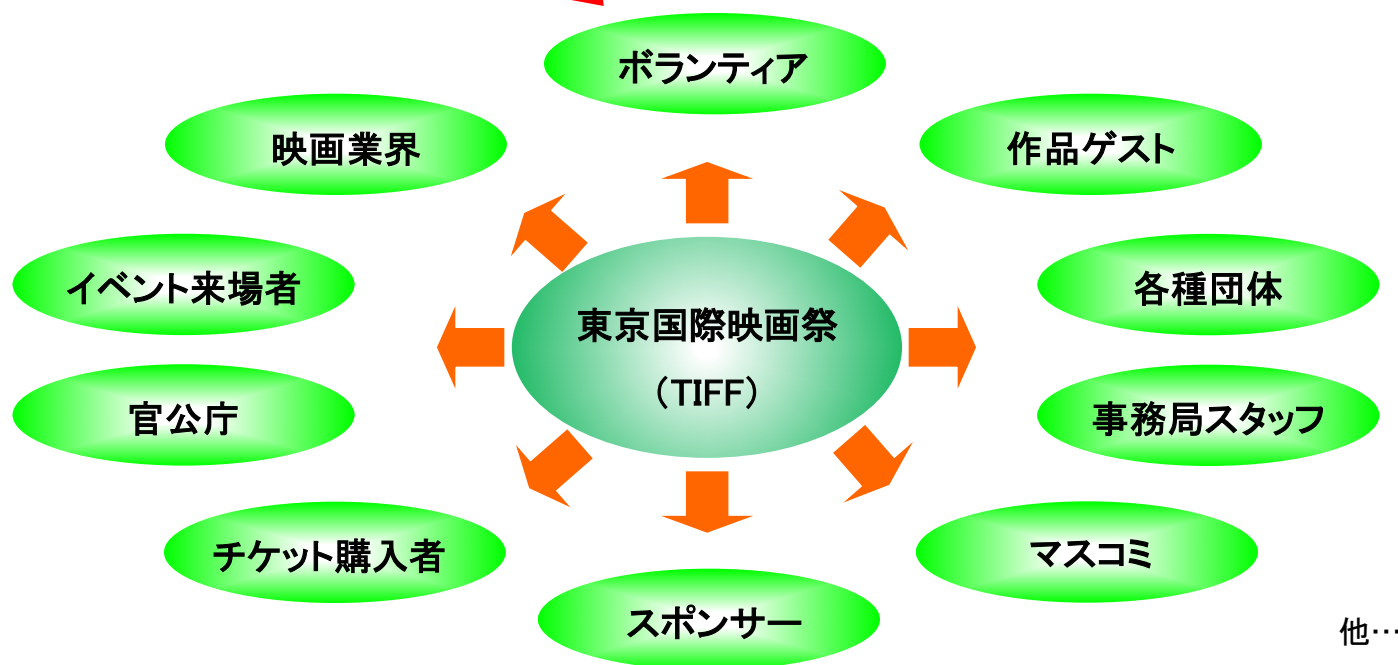 ボランティア
映画業界
作品ゲスト
イベント来場者
各種団体
東京国際映画祭
（TIFF）
官公庁
事務局スタッフ
チケット購入者
マスコミ
スポンサー
他…